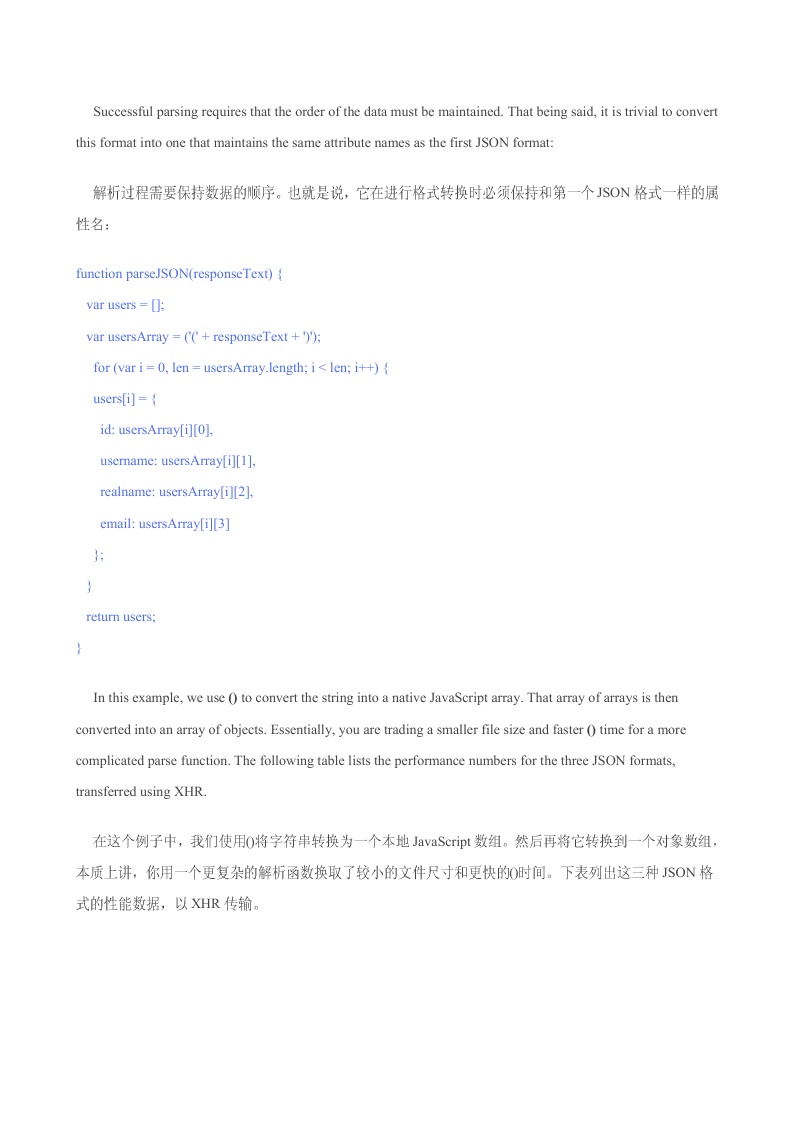 Successful parsing requires that the order of the data must be maintained. That being said, it is trivial to convert
this format into one that maintains the same attribute names as the first JSON format:
解析过程需要保持数据的顺序。也就是说，它在进行格式转换时必须保持和第一个 JSON 格式一样的属
性名：
function parseJSON(responseText) {
var users = [];
var usersArray = ('(' + responseText + ')');
for (var i = 0, len = usersArray.length; i < len; i++) {
users[i] = {
id: usersArray[i][0],
username: usersArray[i][1],
realname: usersArray[i][2],
email: usersArray[i][3]
};
}
return users;
}
In this example, we use () to convert the string into a native JavaScript array. That array of arrays is then
converted into an array of objects. Essentially, you are trading a smaller file size and faster () time for a more
complicated parse function. The following table lists the performance numbers for the three JSON formats,
transferred using XHR.
在这个例子中，我们使用()将字符串转换为一个本地 JavaScript 数组。然后再将它转换到一个对象数组，
本质上讲，你用一个更复杂的解析函数换取了较小的文件尺寸和更快的()时间。下表列出这三种 JSON 格
式的性能数据，以 XHR 传输。